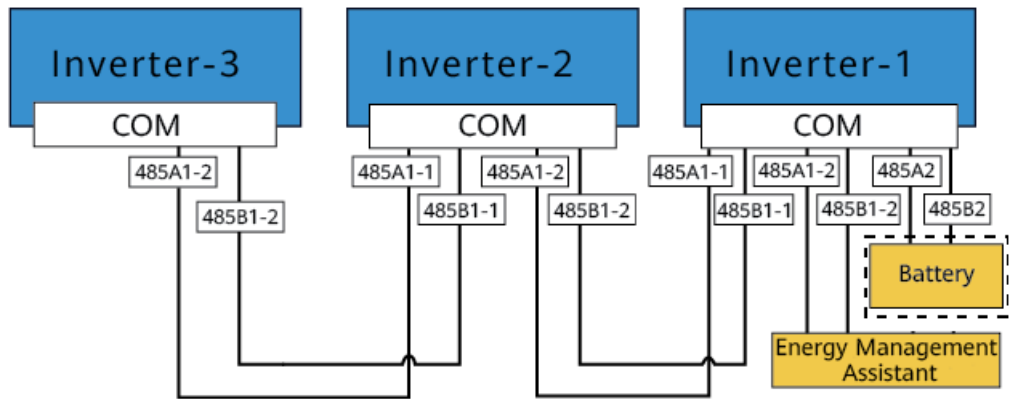 Inverter-3
Inverter-2
Inverter-1
COM
COM
COM
485A1-2
485A1-1
485A1-2
485A1-1
485A1-2
485A2
485B1-2
485B1-1
485B1-2
485B1-1
485B1-2
485B2
Battery
Energy Management
Assistant